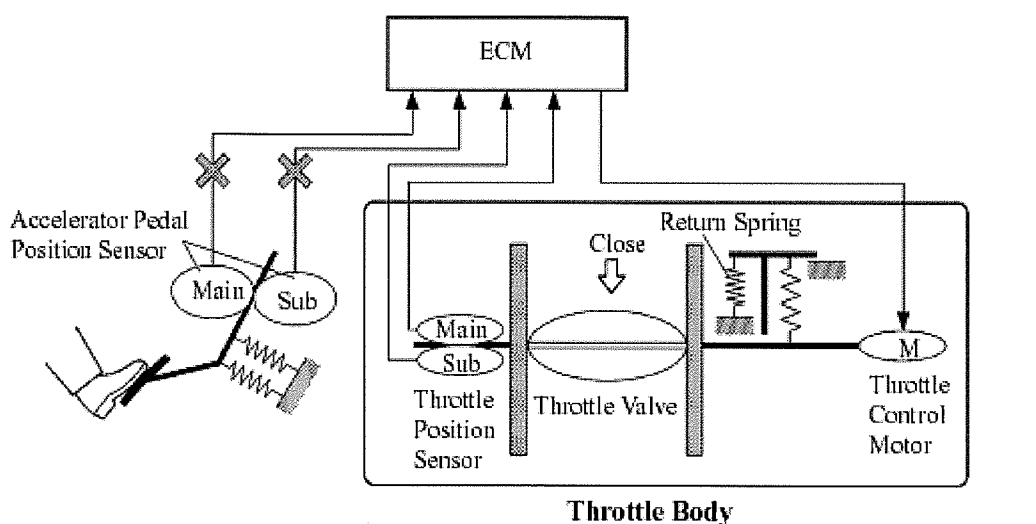 ECM
Accelerator Pedal
Position Sensor
Main
Sub
Return Spring
Close
Main
Sub
M
Throttle
Position
Sensor
Throttle Valve
Throttle
Control
Motor
Throttle Body